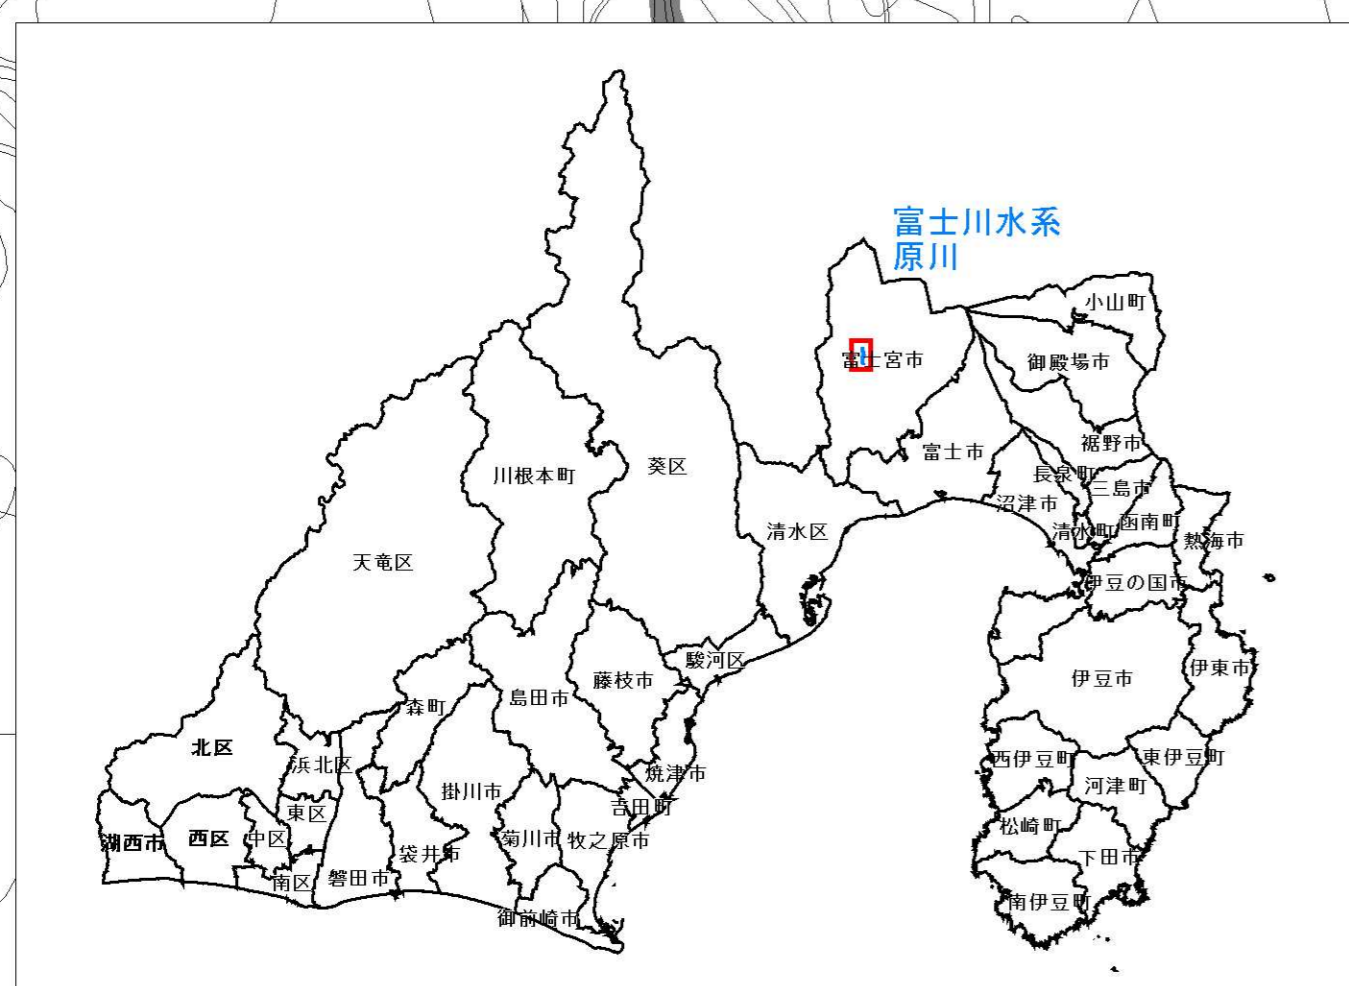 富士川水系
原川
小山町
富士宮市
御殿場市
裾野市
富士市
川根本町
葵区
長泉町
三島市
沼津市
函南町
清水区
清水町
熱海市
天竜区
伊豆の国市
駿河区
伊東市
藤枝市
伊豆市
島田市
森町
北区
浜北区
西伊豆町
東伊豆町
焼津市
河津町
掛川市
吉田町
東区
松崎町
湖西市
西区
中区
菊川市
牧之原市
袋井市
下田市
南区
磐田市
南伊豆町
御前崎市